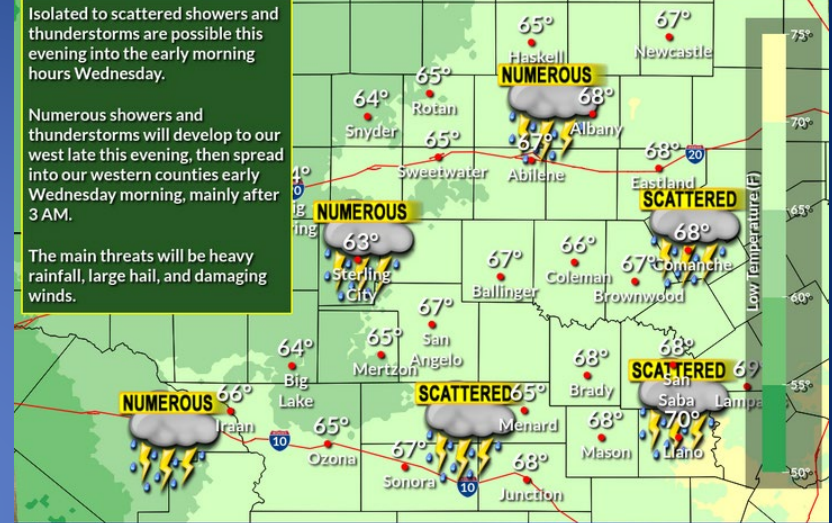 Isolated to scattered showers and
thunderstorms are possible this
evening into the early morning
hours Wednesday.
Numerous showers and
thunderstorms will develop to our
west late this evening, then spread
into our western counties early
Wednesday morning, mainly after
3 AM.
The main threats will be heavy
rainfall, large hail, and damaging
winds.
65°
Haskell
67°
Newcastle
75°
NUMEROUS
65°
Rotan
64°
Snyder
68°
Albany
70°
65°
Sweetwater
67°
Abilene
68°
Eastland
20
SCATTERED
NUMEROUS
65°
63°
Sterling
City
68°
Comanche
67°
Ballinger
66°
Coleman
67°
Brownwood
Low Temperature (F)
60°
67°
San
Angelo
65°
Mertzon
64°
Big
Lake
68°
Brady
68°
San
Saba
SCATTERED
69°
55°
NUMEROUS
66°
Iraan
SCATTERED
65°
Menard
70°
Llano
10
65°
Ozona
68°
Mason
67°
Sonora
10
68°
Junction
50°